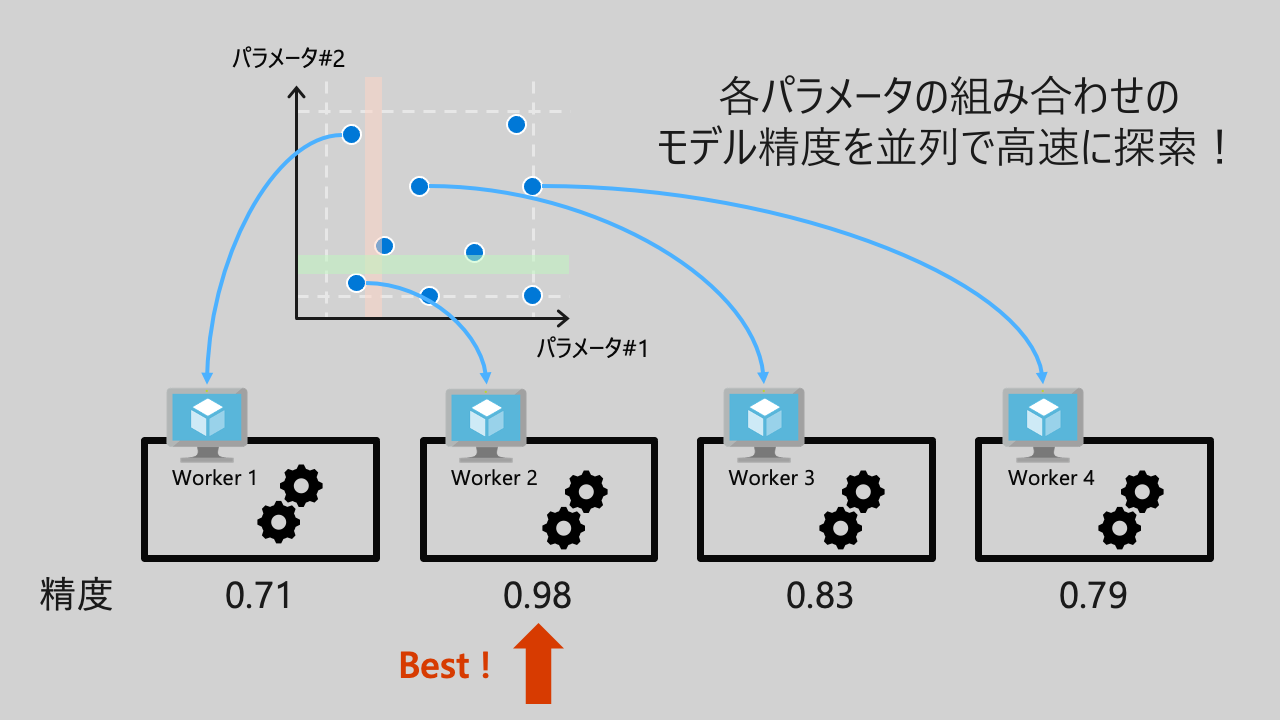 パラメータ#2
各パラメータの組み合わせの
モデル精度を並列で高速に探索！
パラメータ#1
Worker 1
Worker 2
Worker 3
Worker 4
精度
0.71
0.98
0.83
0.79
Best！